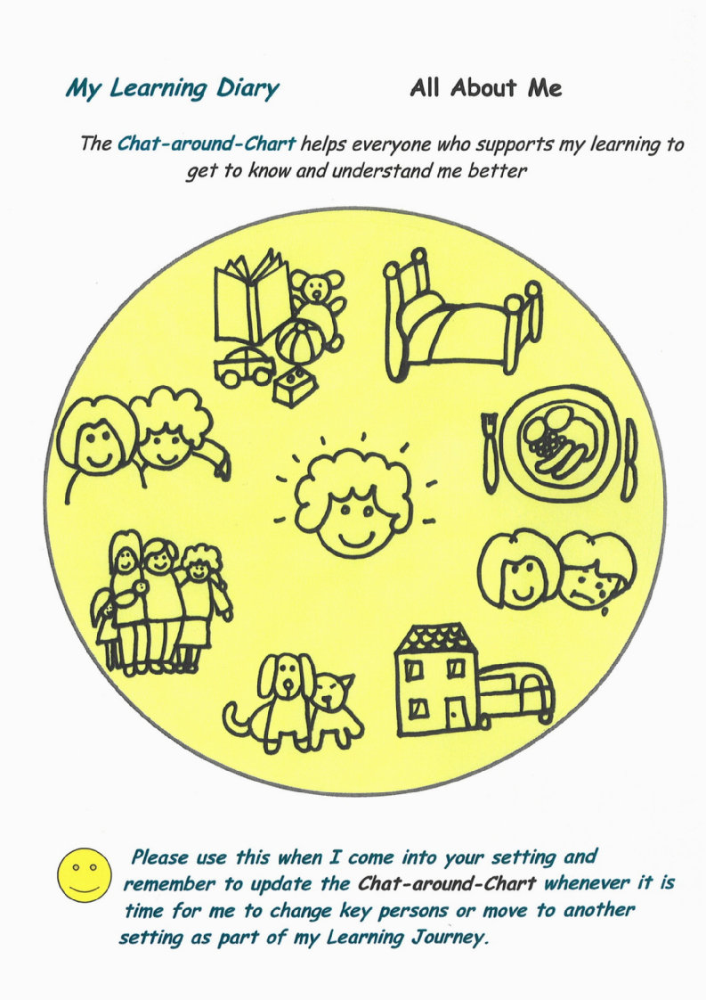 My Learning Diary All About Me
The Chat-around-Chart helps everyone who supports my learning to
get to know and understand me better
Please use this when I come into your setting and
remember to update the Chat-around-Chart whenever it is
time for me to change key persons or move to another
setting as part of my Learning Journey.